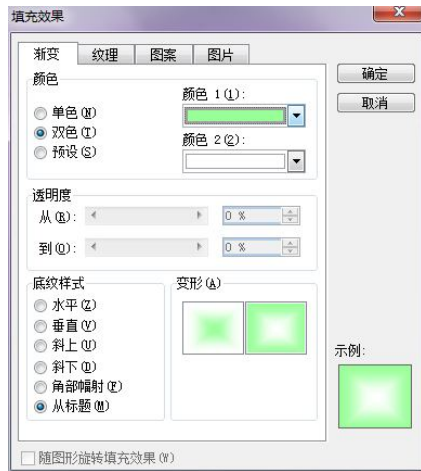 填充效果
渐变 纹理 图案 图片
确定
取消
颜色
单色(N)
双色(T)
预设(S)
颜色 1(1):
颜色 2(2):
透明度
从(R): 0 %
到(O): 0 %
底纹样式
水平(Z)
垂直(V)
斜上(U)
斜下(D)
角部幅射(F)
从标题(M)
变形(A)
示例:
随图形旋转填充效果(W)